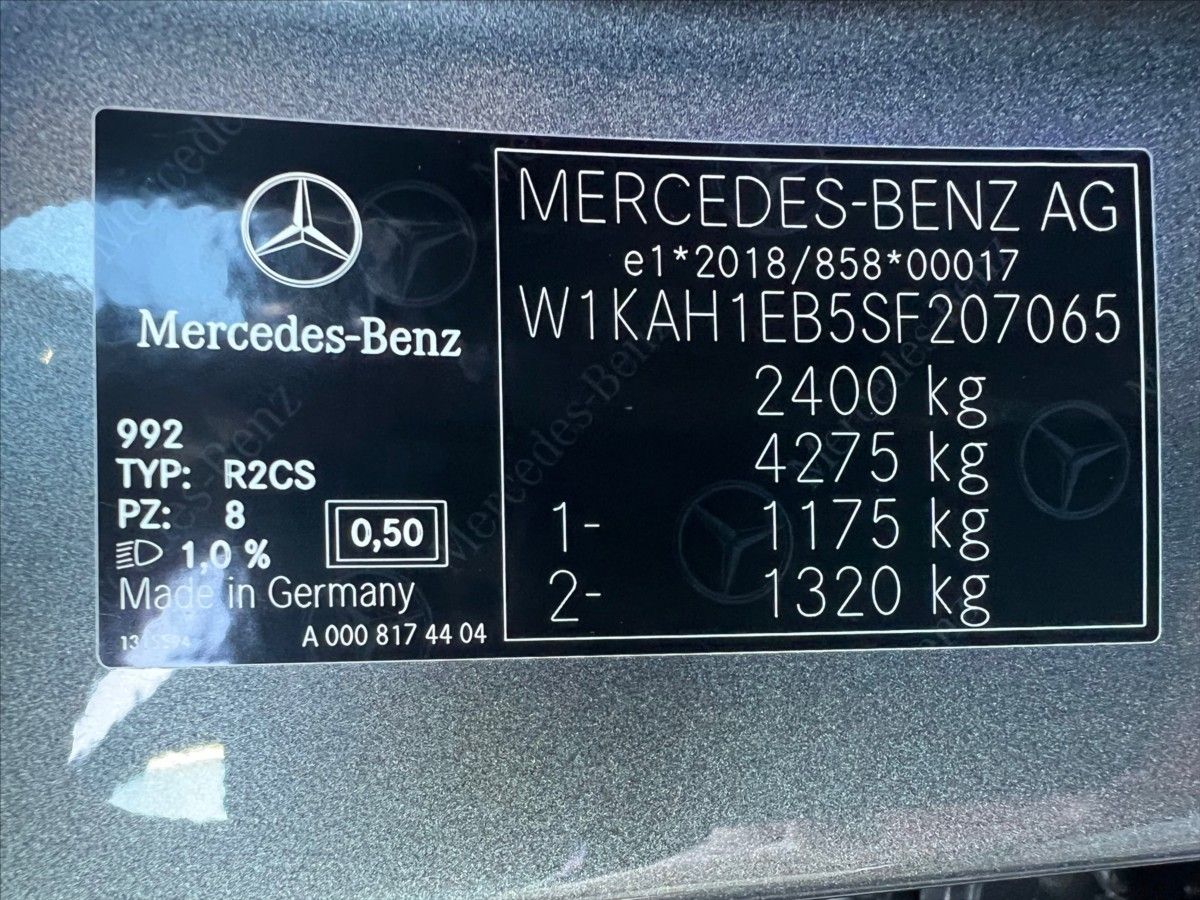 Mercedes-Benz
992
TYP: R2CS
PZ: 8
1,0 %
0,50
Made in Germany
A 000 817 44 04
MERCEDES-BENZ AG
e1*2018/858*00017
W1KAH1EB5SF207065
2400 kg
4275 kg
1- 1175 kg
2- 1320 kg